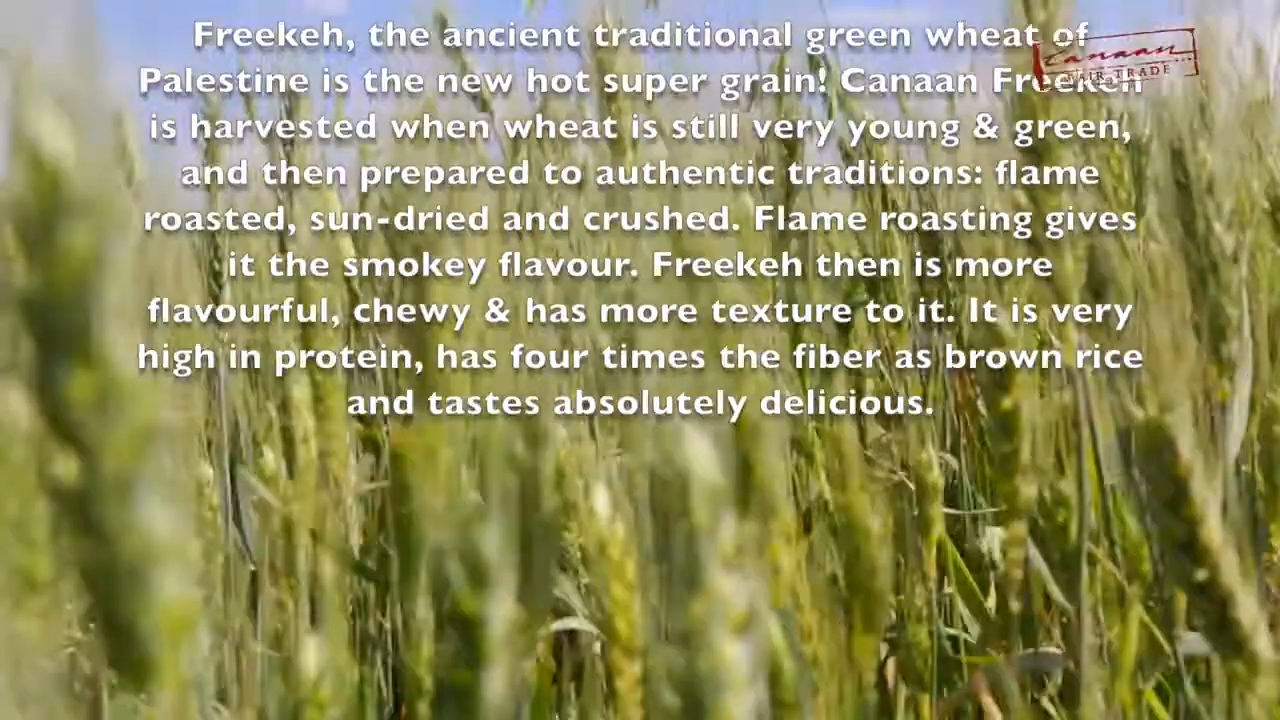 Freekeh, the ancient traditional green wheat of
Palestine is the new hot super grain! Canaan Freekeh
is harvested when wheat is still very young & green,
and then prepared to authentic traditions: flame
roasted, sun-dried and crushed. Flame roasting gives
it the smokey flavour. Freekeh then is more
flavourful, chewy & has more texture to it. It is very
high in protein, has four times the fiber as brown rice
and tastes absolutely delicious.
canaan
FAIR TRADE